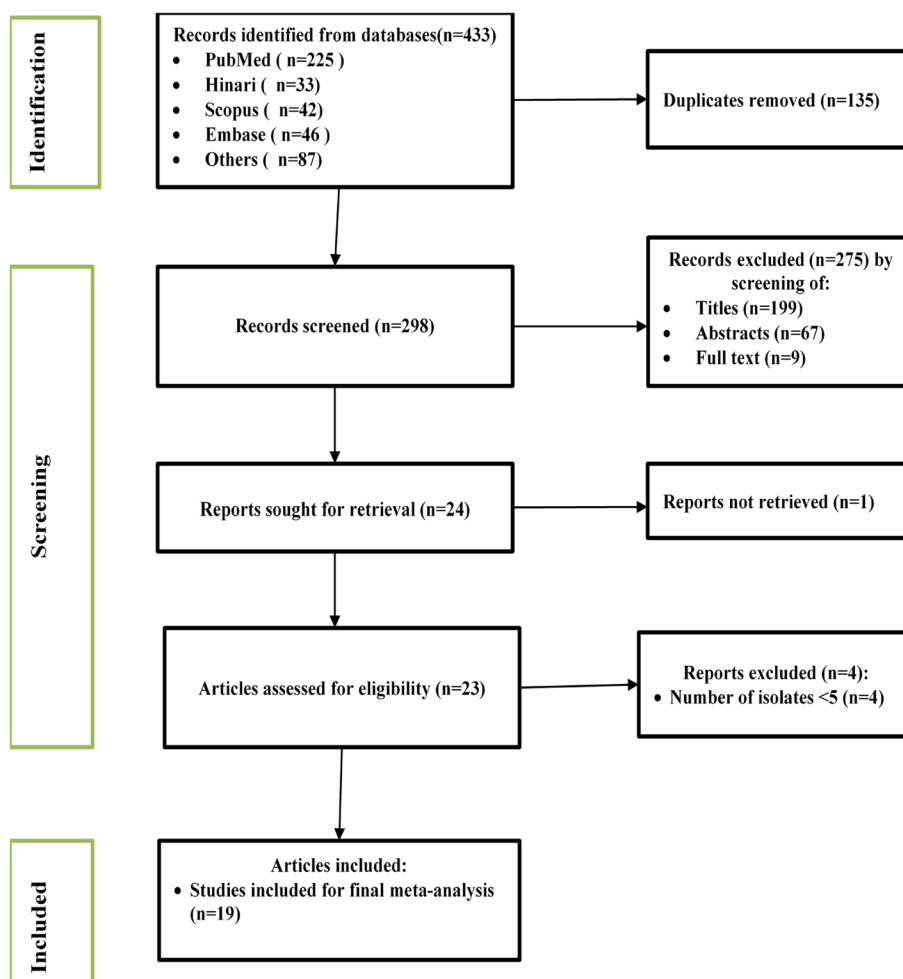 Identification
Records identified from databases(n=433)
• PubMed ( n=225 )
• Hinari ( n=33)
• Scopus ( n=42)
• Embase ( n=46 )
• Others ( n=87)
Duplicates removed (n=135)
Screening
Records screened (n=298)
Records excluded (n=275) by
screening of:
• Titles (n=199)
• Abstracts (n=67)
• Full text (n=9)
Reports sought for retrieval (n=24)
Reports not retrieved (n=1)
Articles assessed for eligibility (n=23)
Reports excluded (n=4):
• Number of isolates <5 (n=4)
Included
Articles included:
• Studies included for final meta-analysis
(n=19)